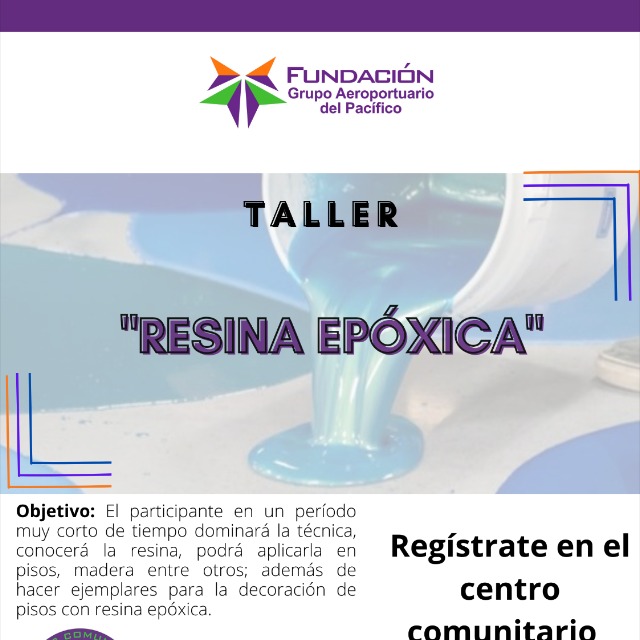 FUNDACIÓN
Grupo Aeroportuario
del Pacífico
TALLER
"RESINA EPÓXICA"
Objetivo: El participante en un período
muy corto de tiempo dominará la técnica,
conocerá la resina, podrá aplicarla en
pisos, madera entre otros; además de
hacer ejemplares para la decoración de
pisos con resina epóxica.
Regístrate en el
centro
comunitario